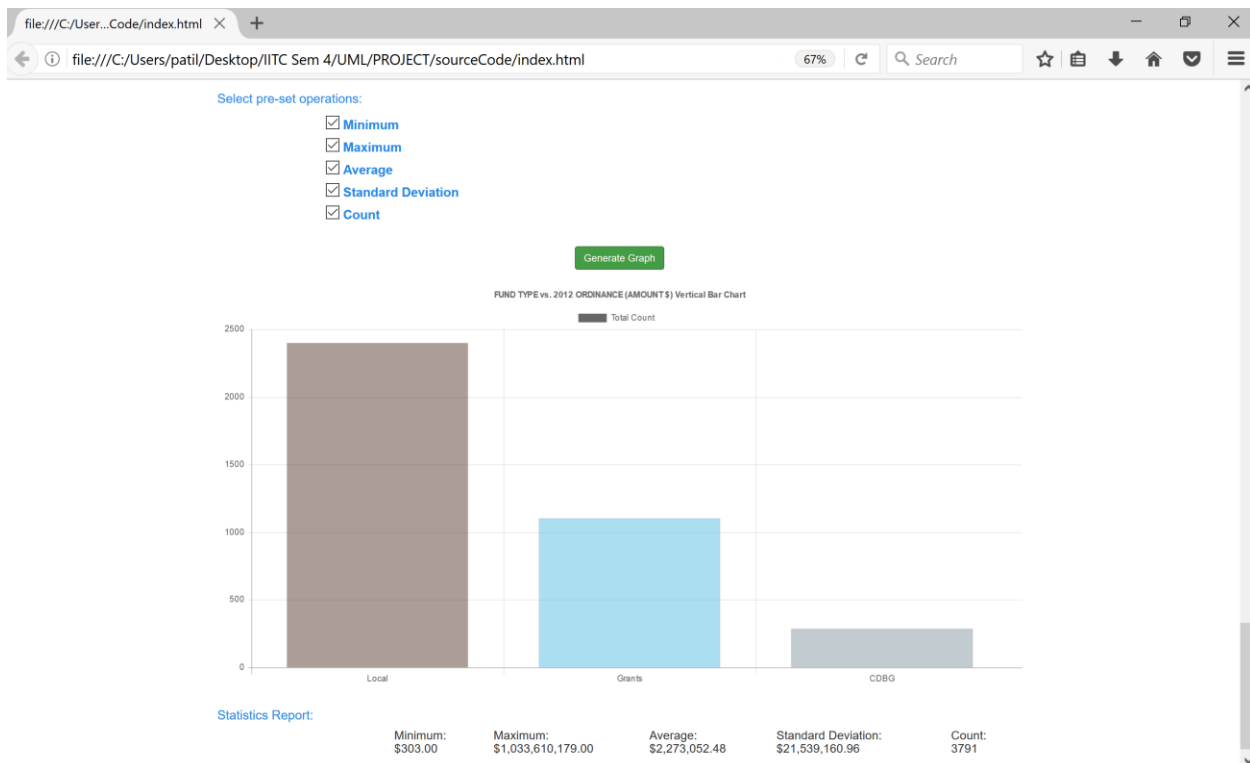 file:///C:/User...Code/index.html
file:///C:/Users/patil/Desktop/IITC Sem 4/UML/PROJECT/sourceCode/index.html 67% Search
Select pre-set operations:
Minimum
Maximum
Average
Standard Deviation
Count
Generate Graph
FUND TYPE vs. 2012 ORDINANCE (AMOUNT $) Vertical Bar Chart
Total Count
2500
2000
1500
1000
500
0
Local Grants CDBG
Statistics Report:
Minimum: Maximum: Average: Standard Deviation: Count:
$303.00 $1,033,610,179.00 $2,273,052.48 $21,539,160.96 3791